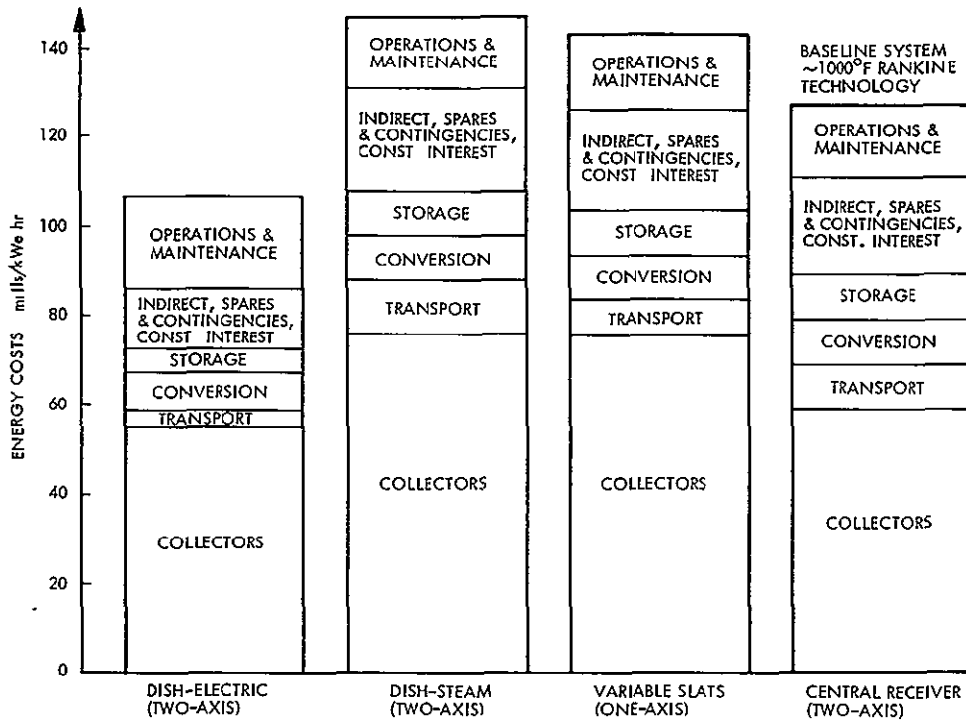 ENERGY COSTS mills/kWe hr
140
120
100
80
60
40
20
0
OPERATIONS &
MAINTENANCE
INDIRECT, SPARES
& CONTINGENCIES,
CONST INTEREST
STORAGE
CONVERSION
TRANSPORT
COLLECTORS
DISH-ELECTRIC
(TWO-AXIS)
OPERATIONS &
MAINTENANCE
INDIRECT, SPARES
& CONTINGENCIES,
CONST INTEREST
STORAGE
CONVERSION
TRANSPORT
COLLECTORS
DISH-STEAM
(TWO-AXIS)
OPERATIONS &
MAINTENANCE
INDIRECT, SPARES
& CONTINGENCIES,
CONST INTEREST
STORAGE
CONVERSION
TRANSPORT
COLLECTORS
VARIABLE SLATS
(ONE-AXIS)
BASELINE SYSTEM
~1000°F RANKINE
TECHNOLOGY
OPERATIONS &
MAINTENANCE
INDIRECT, SPARES
& CONTINGENCIES,
CONST. INTEREST
STORAGE
CONVERSION
TRANSPORT
COLLECTORS
CENTRAL RECEIVER
(TWO-AXIS)